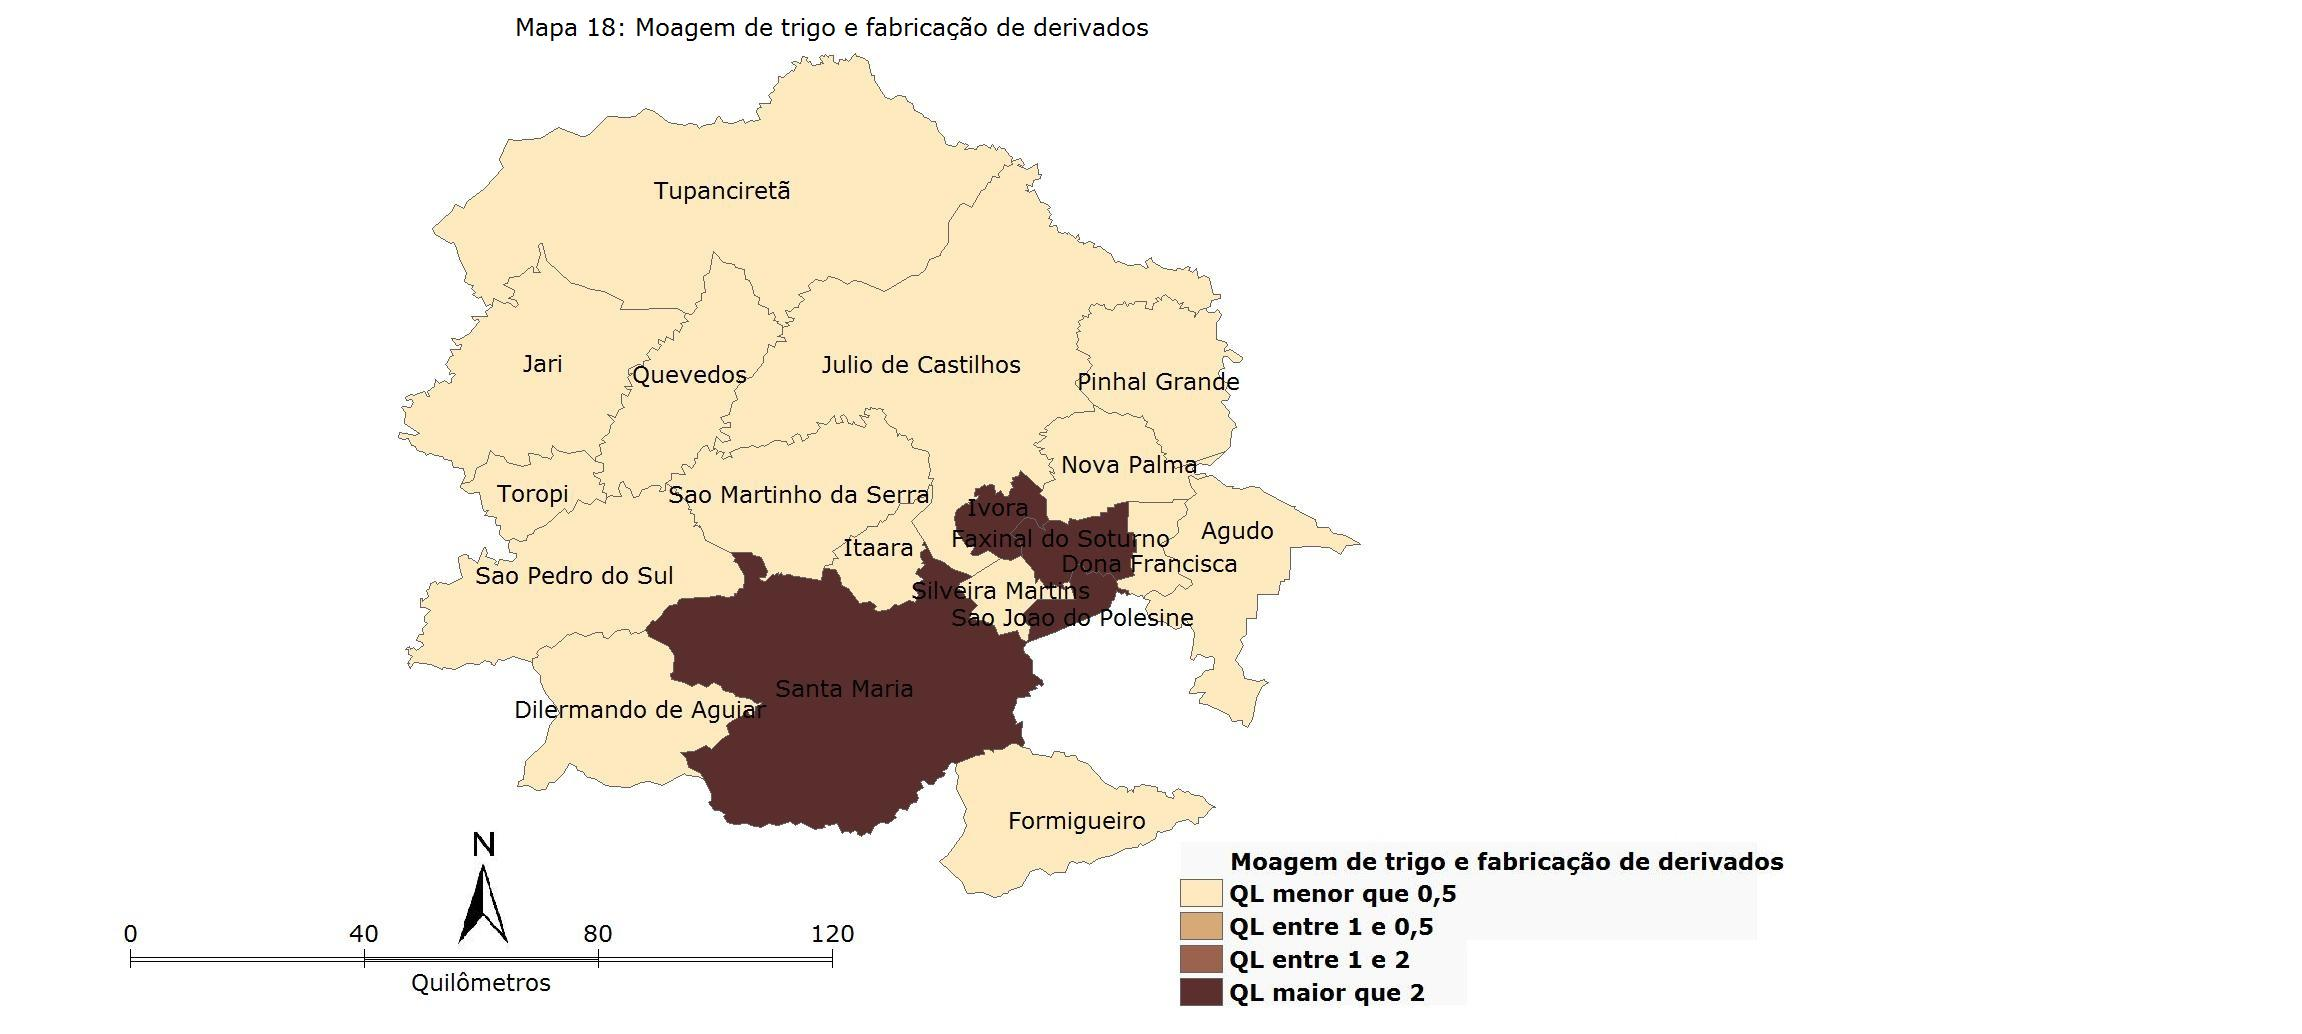 Mapa 18: Moagem de trigo e fabricação de derivados
Tupanciretã
Jari
Quevedos
Julio de Castilhos
Pinhal Grande
Nova Palma
Toropi
Sao Martinho da Serra
Ivora
Agudo
Faxinal do Soturno
Itaara
Dona Francisca
Sao Pedro do Sul
Silveira Martins
Sao Joao do Polesine
Santa Maria
Dilermando de Aguiar
Formigueiro
N
0 40 80 120
Quilômetros
Moagem de trigo e fabricação de derivados
QL menor que 0,5
QL entre 1 e 0,5
QL entre 1 e 2
QL maior que 2